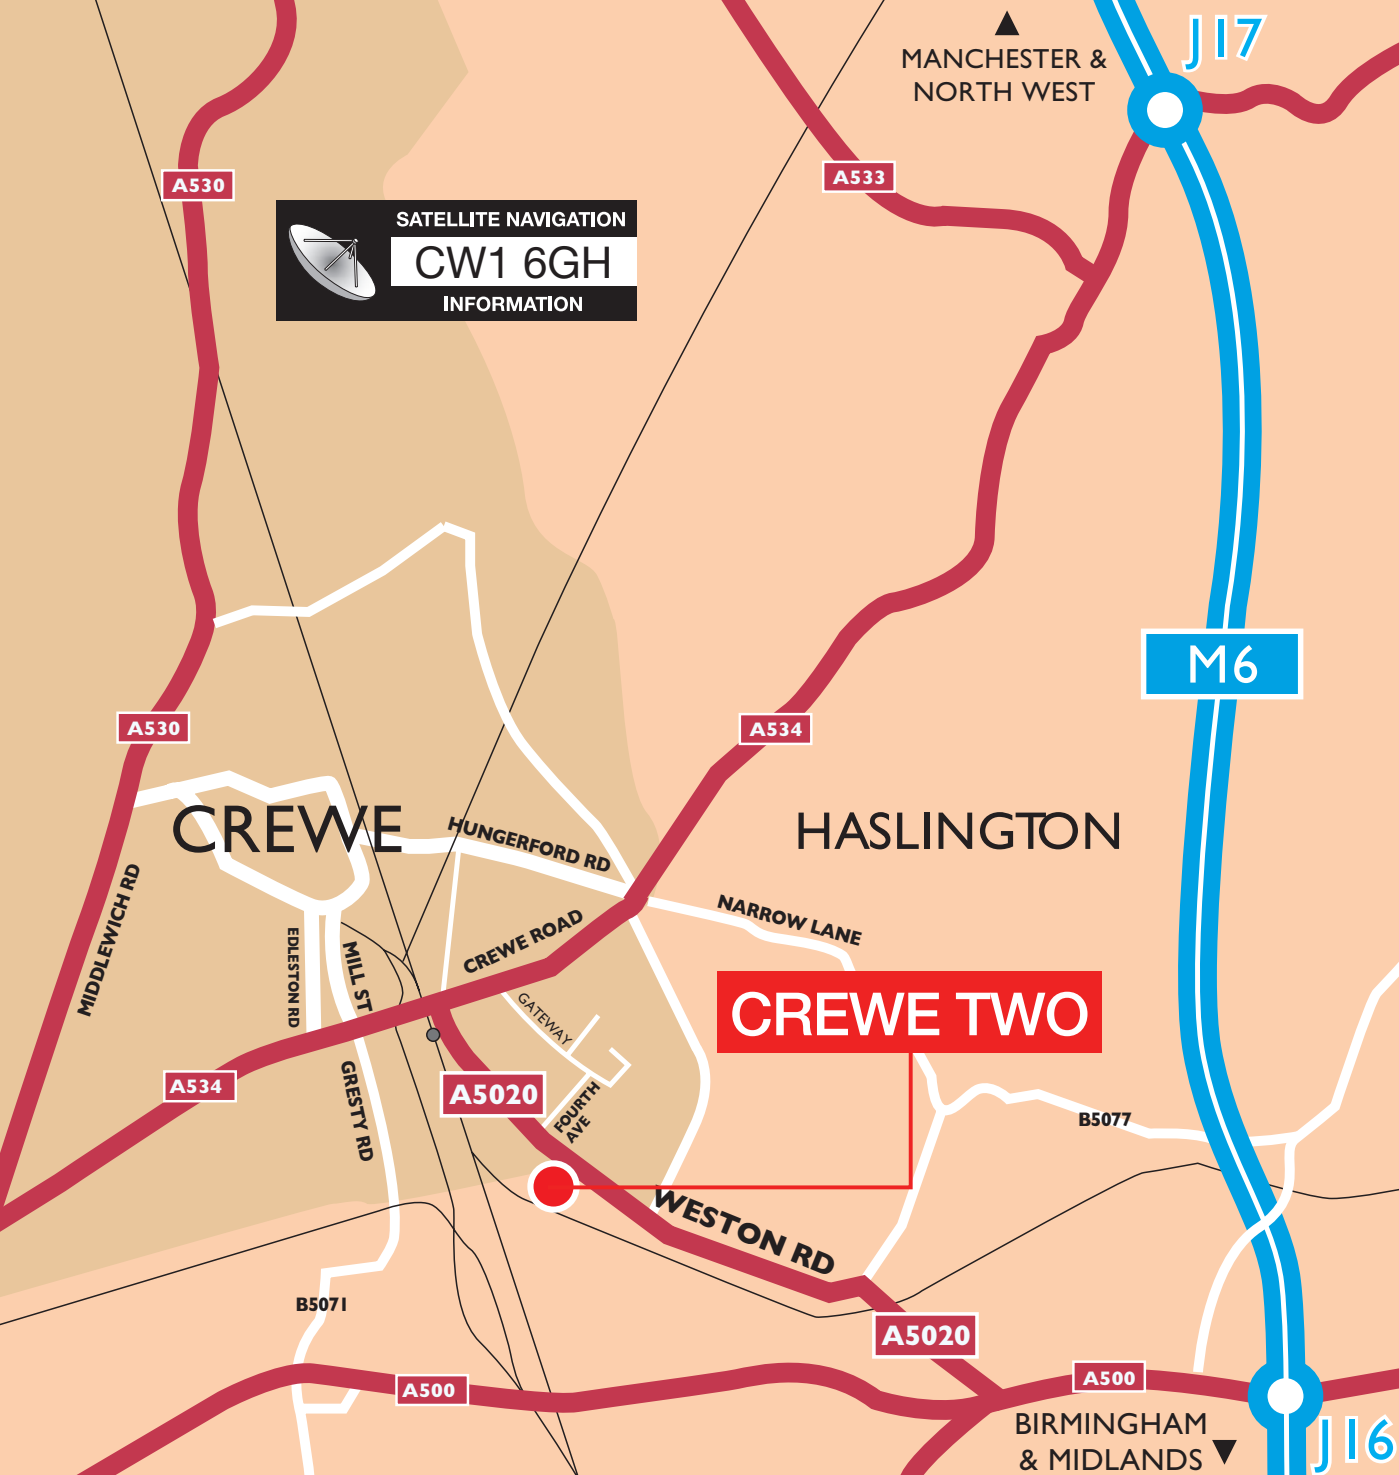 J17
MANCHESTER &
NORTH WEST
A533
A530
SATELLITE NAVIGATION
CW1 6GH
INFORMATION
M6
A530
A534
CREWE
HUNGERFORD RD
HASLINGTON
MIDDLEWICH RD
NARROW LANE
CREWE ROAD
EDLESTON RD
MILL ST
GATEWAY
CREWE TWO
A534
GRESTY RD
A5020
FOURTH
AVE
B5077
WESTON RD
B5071
A5020
A500
A500
BIRMINGHAM
& MIDLANDS
J16